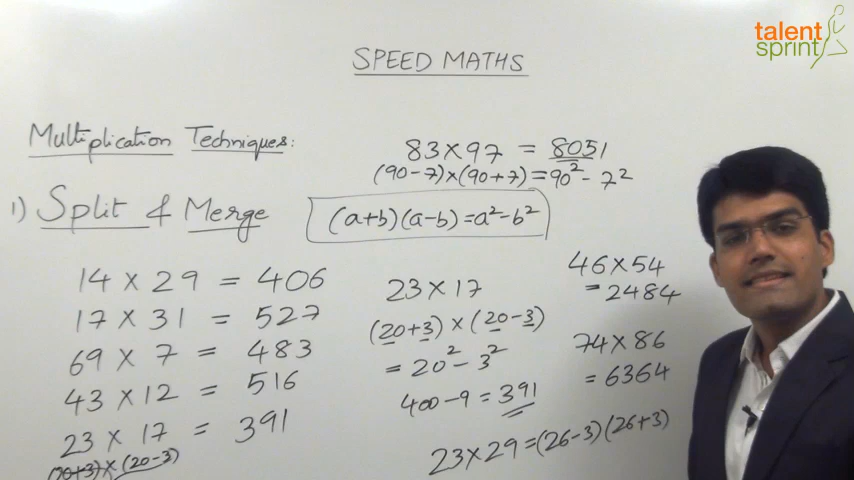 talent
sprint
SPEED MATHS
Multiplication Techniques:
1) Split & Merge
14 × 29 = 406
17 × 31 = 527
69 × 7 = 483
43 × 12 = 516
23 × 17 = 391
(20+3) × (20-3)
83×97 = 8051
(90-7)×(90+7)=90²-7²
(a+b)(a-b)=a²-b²
23×17
(20+3)×(20-3)
= 20²-3²
400-9=391
46×54
=2484
74×86
=6364
23×29=(26-3)(26+3)